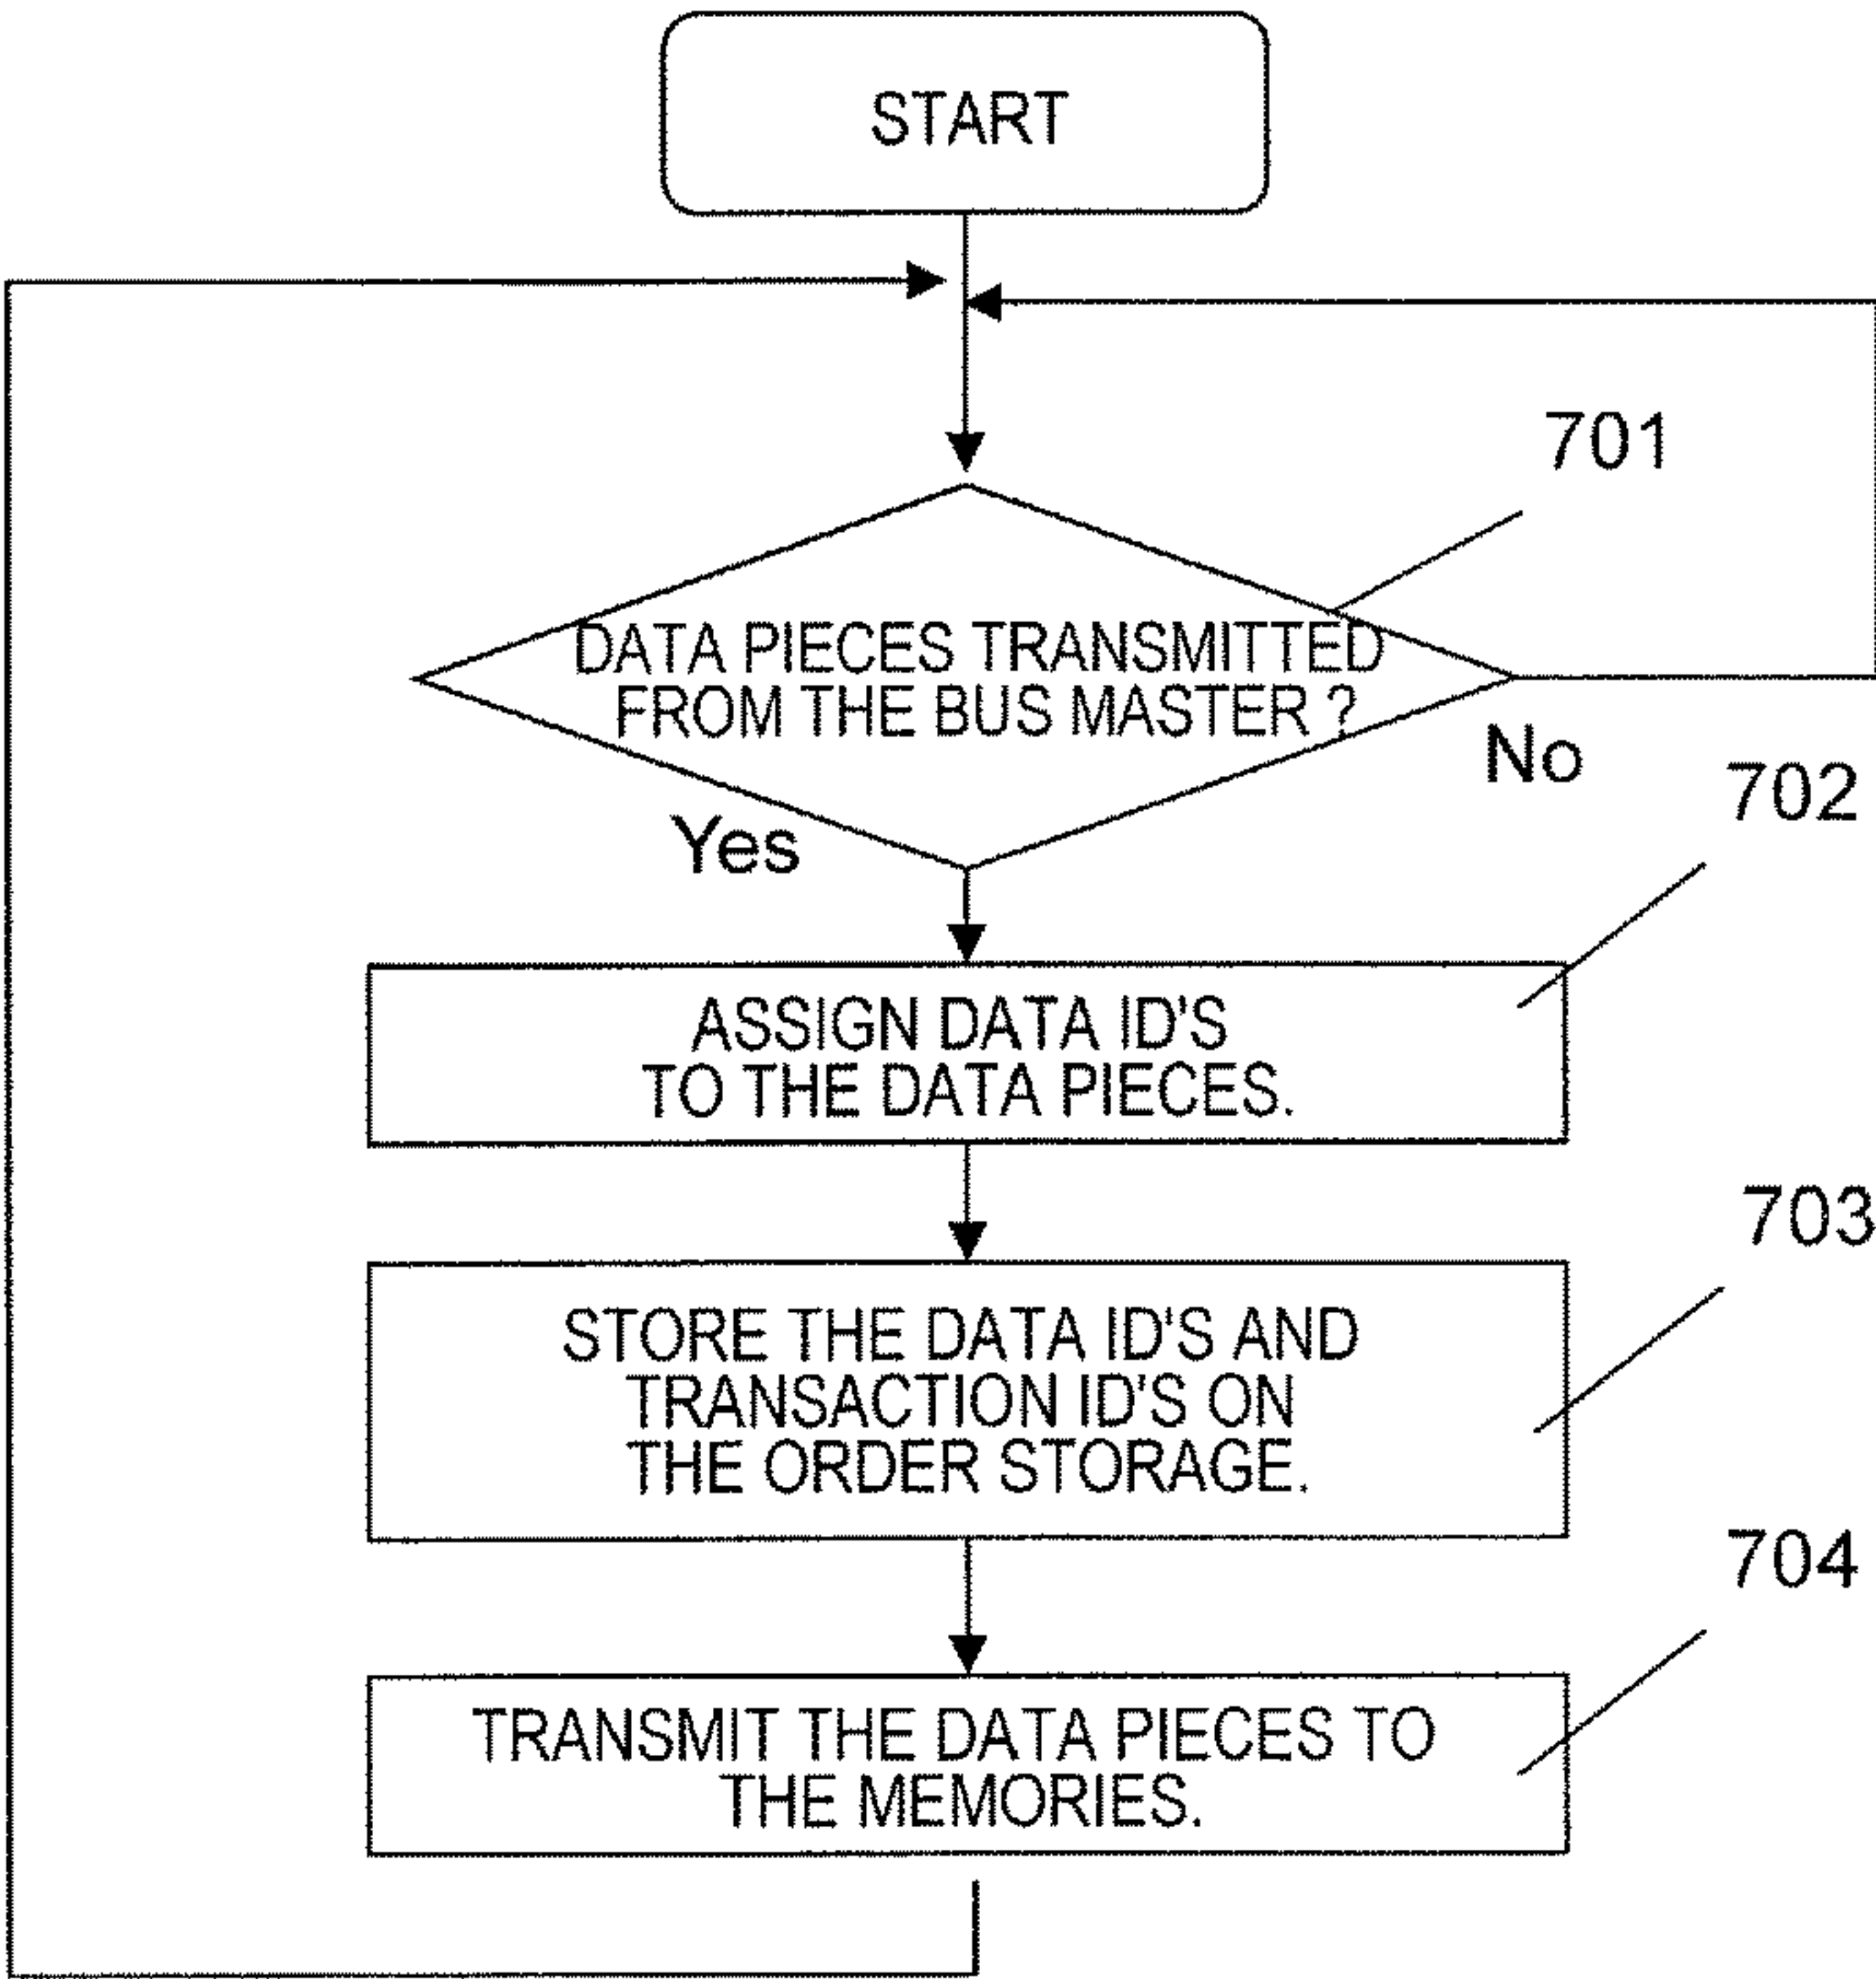 START
701
DATA PIECES TRANSMITTED
FROM THE BUS MASTER ?
No
702
Yes
ASSIGN DATA ID'S
TO THE DATA PIECES.
703
STORE THE DATA ID'S AND
TRANSACTION ID'S ON
THE ORDER STORAGE.
704
TRANSMIT THE DATA PIECES TO
THE MEMORIES.